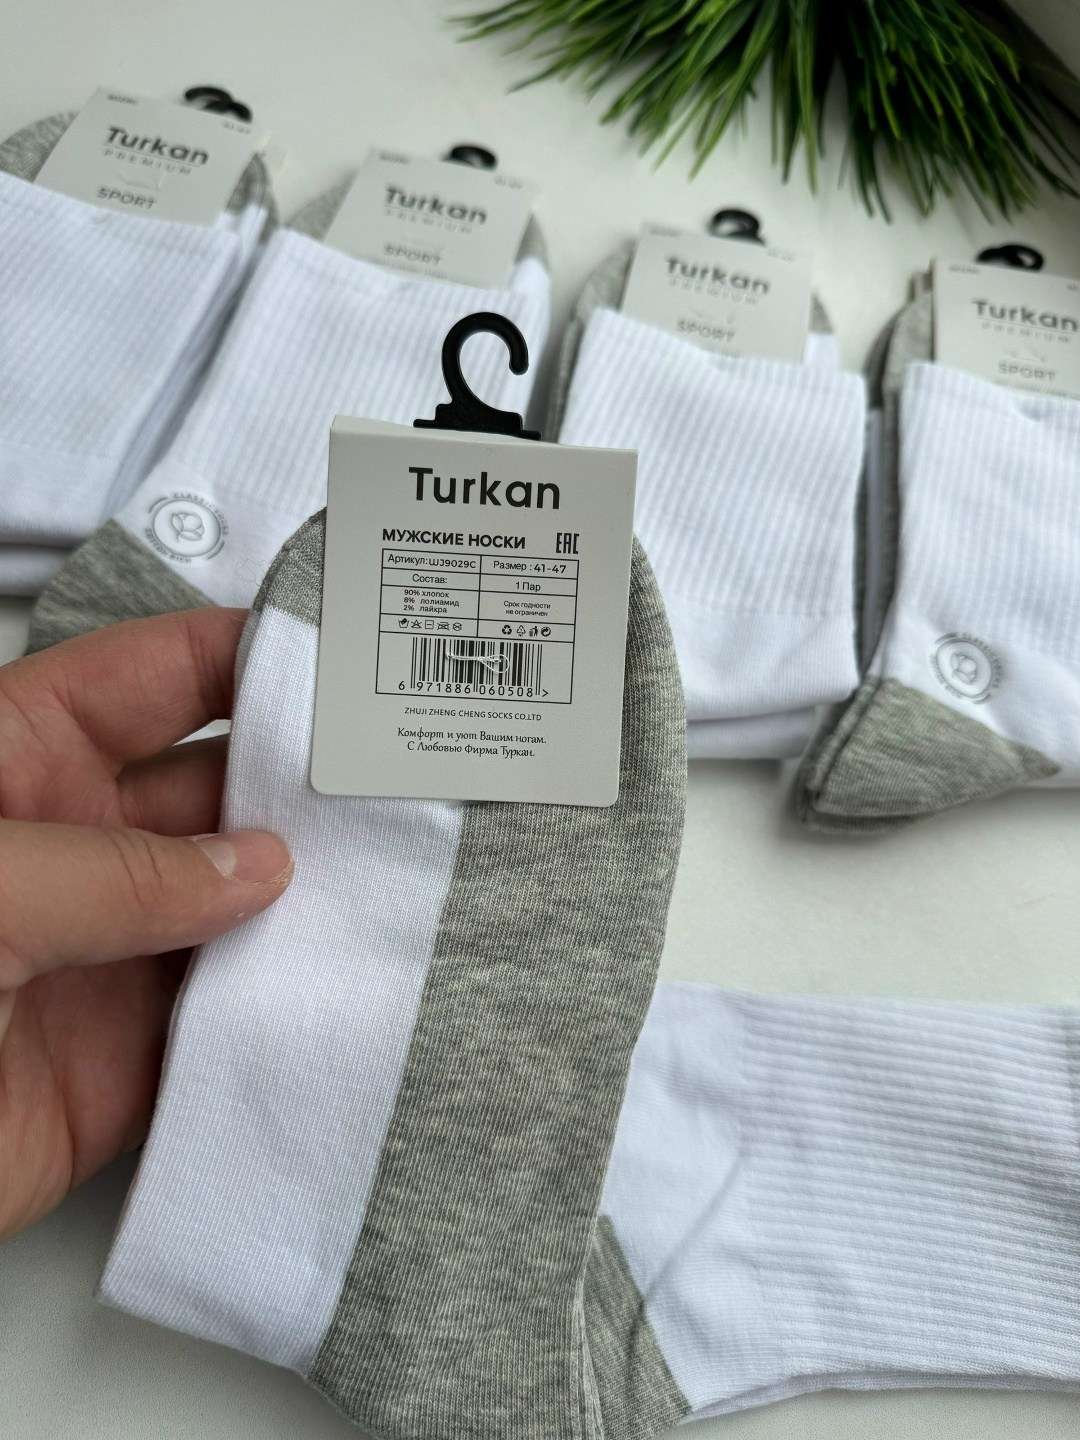 Turkan
PREMIUM
SPORT
Turkan
PREMIUM
SPORT
Turkan
PREMIUM
SPORT
Turkan
PREMIUM
SPORT
Turkan
МУЖСКИЕ НОСКИ EAC
Артикул: WJ9029C Размер : 41-47
Состав: 1 Пар
90% хлопок
8% полиамид
2% лайкра
Срок годности
не ограничен
6 971886 060508 >
ZHUJI ZHENG CHENG SOCKS CO.LTD
Комфорт и уют Вашим ногам.
С Любовью Фирма Туркан.